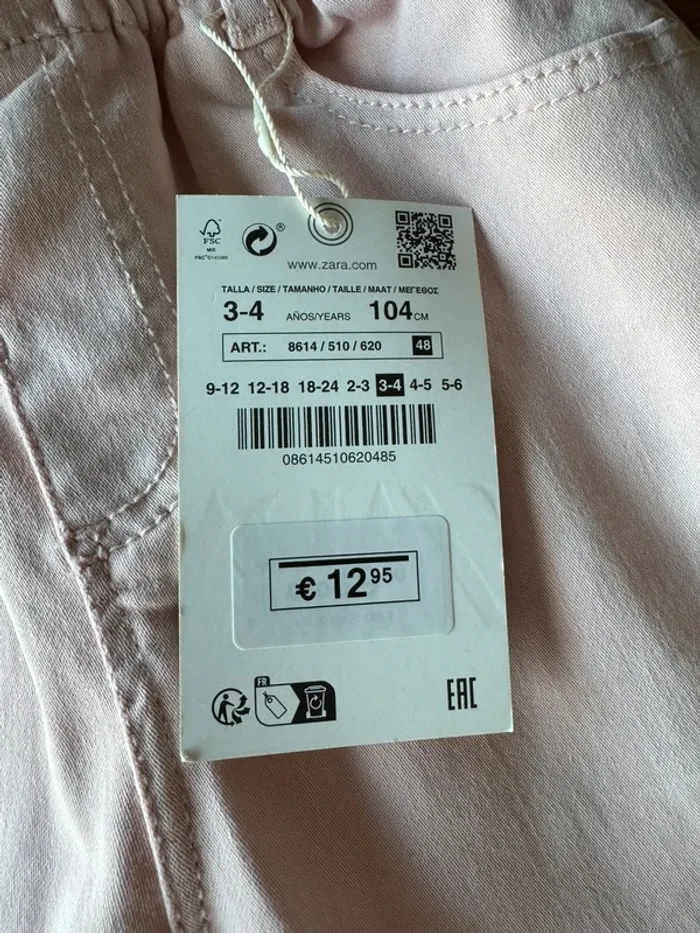 FSC
MIX
®
www.zara.com
TALLA / SIZE / TAMANHO / TAILLE / MAAT / ΜΕΓΕΘΟΣ
3-4 AÑOS/YEARS 104 CM
ART.: 8614 / 510 / 620 48
9-12 12-18 18-24 2-3 3-4 4-5 5-6
08614510620485
€ 12 95
FR
EAC